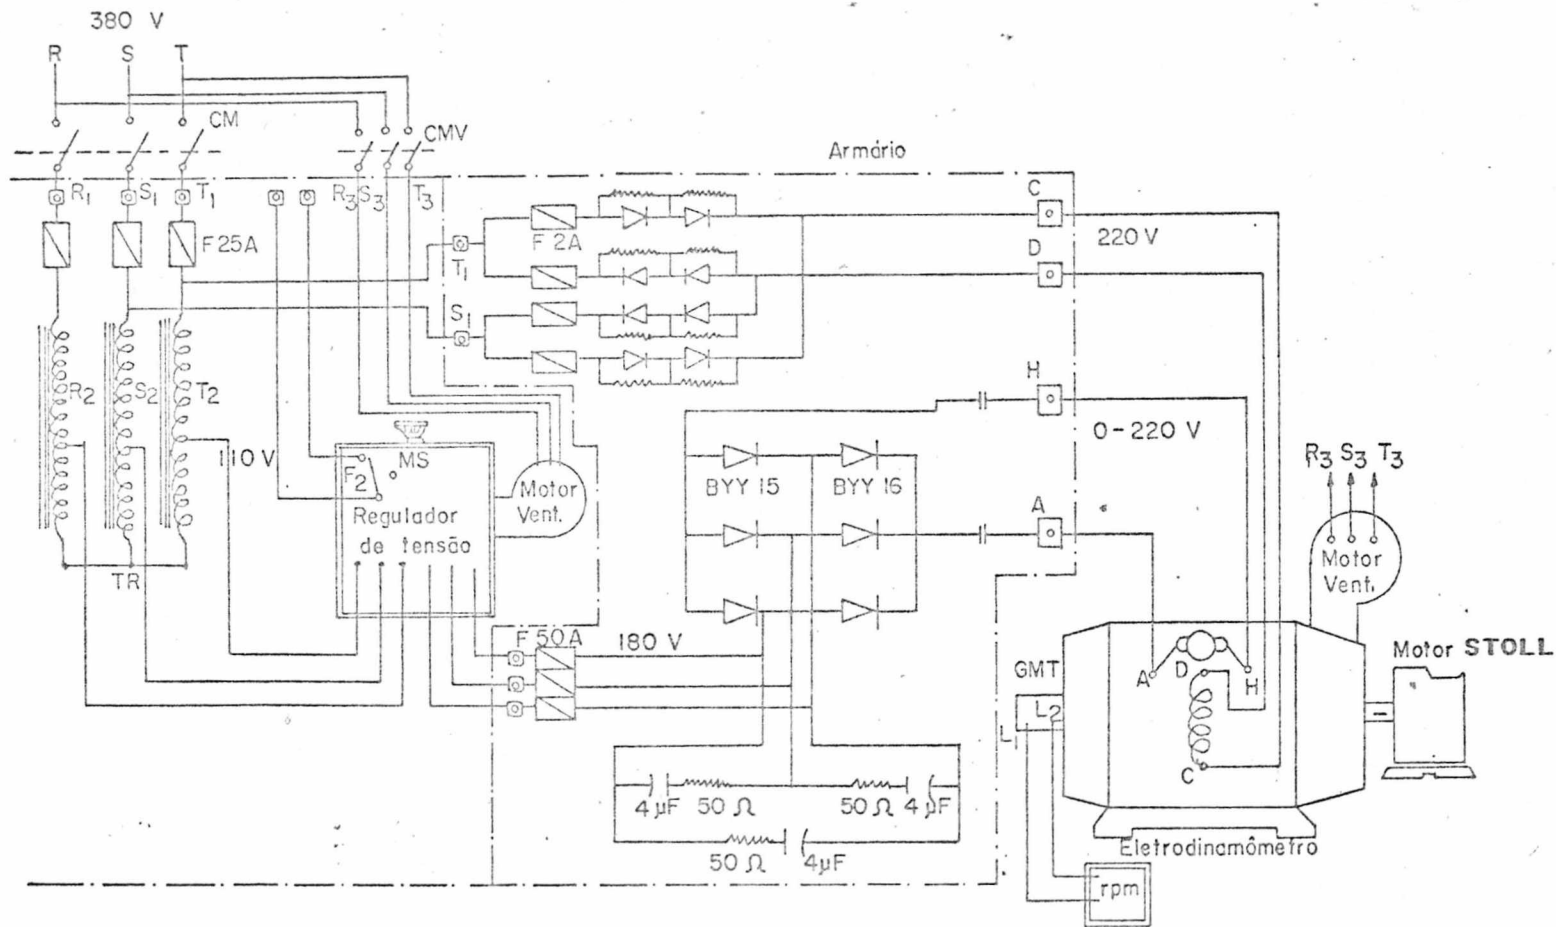 380 V
R S T
CM
CMV
Armário
R1 S1 T1
R3 S3 T3
F 25A
T1
F 2A
S1
C
220 V
D
R2 S2 T2
H
0-220 V
110 V
MS
F2
BYY 15 BYY 16
Motor
Vent.
Regulador
de tensão
A
R3 S3 T3
Motor
Vent.
TR
F 50A
180 V
Motor STOLL
GMT
A D H
L2
L1
C
4 µF 50 Ω 50 Ω 4 µF
50 Ω 4µF
Eletrodinamômetro
rpm